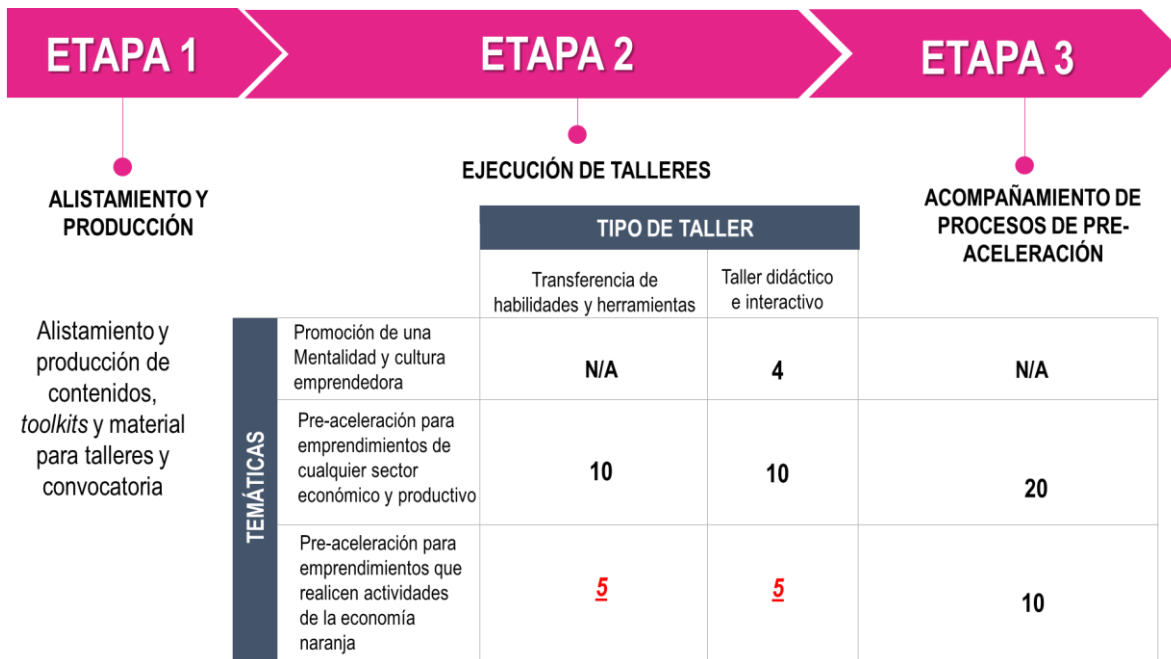 ETAPA 1
ETAPA 2
ETAPA 3
ALISTAMIENTO Y
PRODUCCIÓN
EJECUCIÓN DE TALLERES
ACOMPAÑAMIENTO DE
PROCESOS DE PRE-
ACELERACIÓN
TIPO DE TALLER
Transferencia de
habilidades y herramientas
Taller didáctico
e interactivo
Alistamiento y
producción de
contenidos,
toolkits y material
para talleres y
convocatoria
TEMÁTICAS
Promoción de una
Mentalidad y cultura
emprendedora
N/A
4
N/A
Pre-aceleración para
emprendimientos de
cualquier sector
económico y productivo
10
10
20
Pre-aceleración para
emprendimientos que
realicen actividades
de la economía
naranja
5
5
10